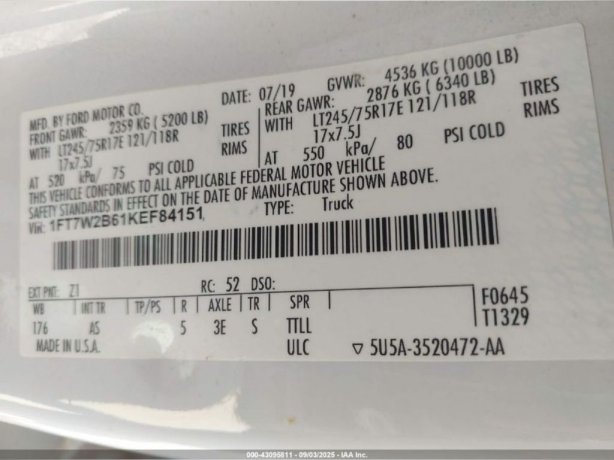 MFD. BY FORD MOTOR CO.
DATE: 07/19
GVWR: 4536 KG (10000 LB)
FRONT GAWR: 2359 KG ( 5200 LB)
REAR GAWR: 2876 KG ( 6340 LB)
WITH LT245/75R17E 121/118R TIRES
WITH LT245/75R17E 121/118R TIRES
17x7.5J RIMS
17x7.5J RIMS
AT 520 kPa/ 75 PSI COLD
AT 550 kPa/ 80 PSI COLD
THIS VEHICLE CONFORMS TO ALL APPLICABLE FEDERAL MOTOR VEHICLE
SAFETY STANDARDS IN EFFECT ON THE DATE OF MANUFACTURE SHOWN ABOVE.
VIN: 1FT7W2B61KEF84151
TYPE: Truck
EXT PNT: Z1
RC: 52 DSO:
WB INT TR TP/PS R AXLE TR SPR
176 AS 5 3E S TTLL
F0645
T1329
MADE IN U.S.A.
ULC
▽ 5U5A-3520472-AA
000-43095811 - 09/03/2025 - IAA Inc.